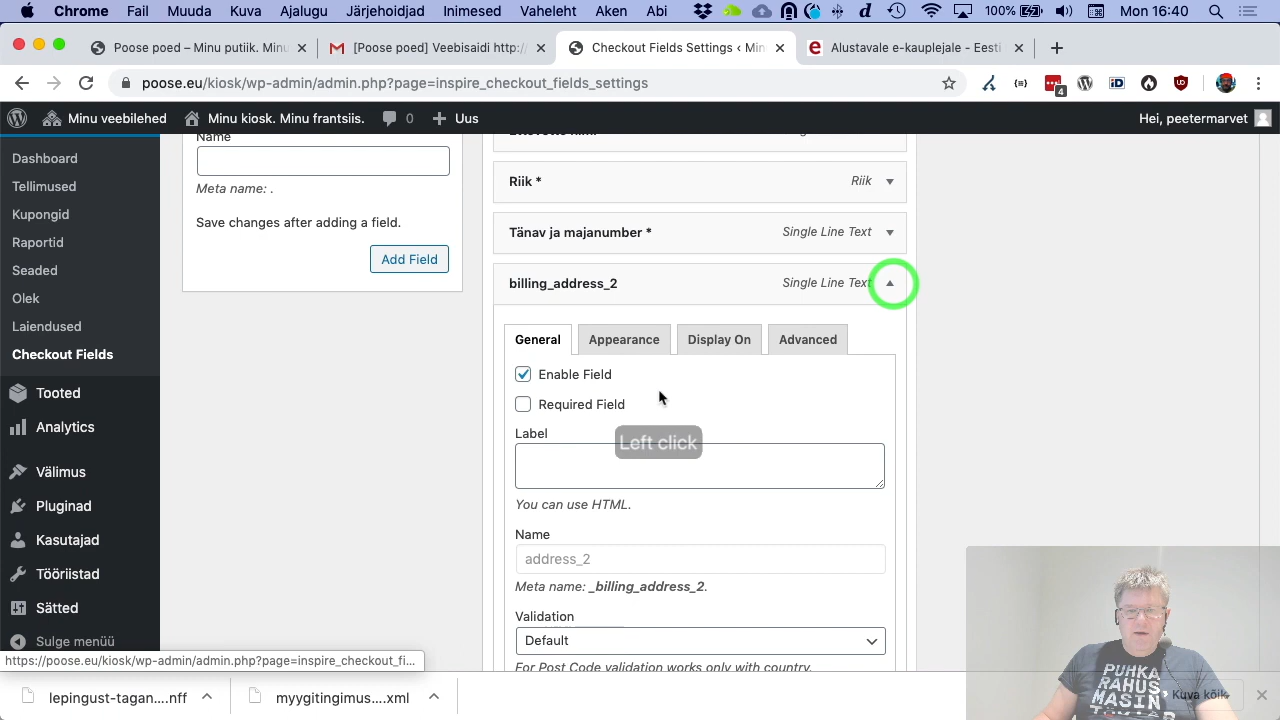 Chrome Fail Muuda Kuva Ajalugu Järjehoidjad Inimesed Vaheleht Aken Abi 100% Mon 16:40
Poose poed – Minu putiik. Minu
[Poose poed] Veebisaidi http:/
Checkout Fields Settings ‹ Min
Alustavale e-kauplejale - Eesti
poose.eu/kiosk/wp-admin/admin.php?page=inspire_checkout_fields_settings
4
Minu veebilehed Minu kiosk. Minu frantsiis. 0 Uus Hei, peetermarvet
Dashboard
Tellimused
Kupongid
Raportid
Seaded
Olek
Laiendused
Checkout Fields
Tooted
Analytics
Välimus
Pluginad
Kasutajad
Tööriistad
Sätted
Sulge menüü
Name
Meta name: .
Save changes after adding a field.
Add Field
Riik * Riik
Tänav ja majanumber * Single Line Text
billing_address_2 Single Line Text
General Appearance Display On Advanced
Enable Field
Required Field
Label
Left click
You can use HTML.
Name
address_2
Meta name: _billing_address_2.
Validation
Default
For Post Code validation works only with country.
https://poose.eu/kiosk/wp-admin/admin.php?page=inspire_checkout_fi...
lepingust-tagan....nff
myygitingimus....xml
Kuva kõik
PUHKA
RAHUS
MASIN